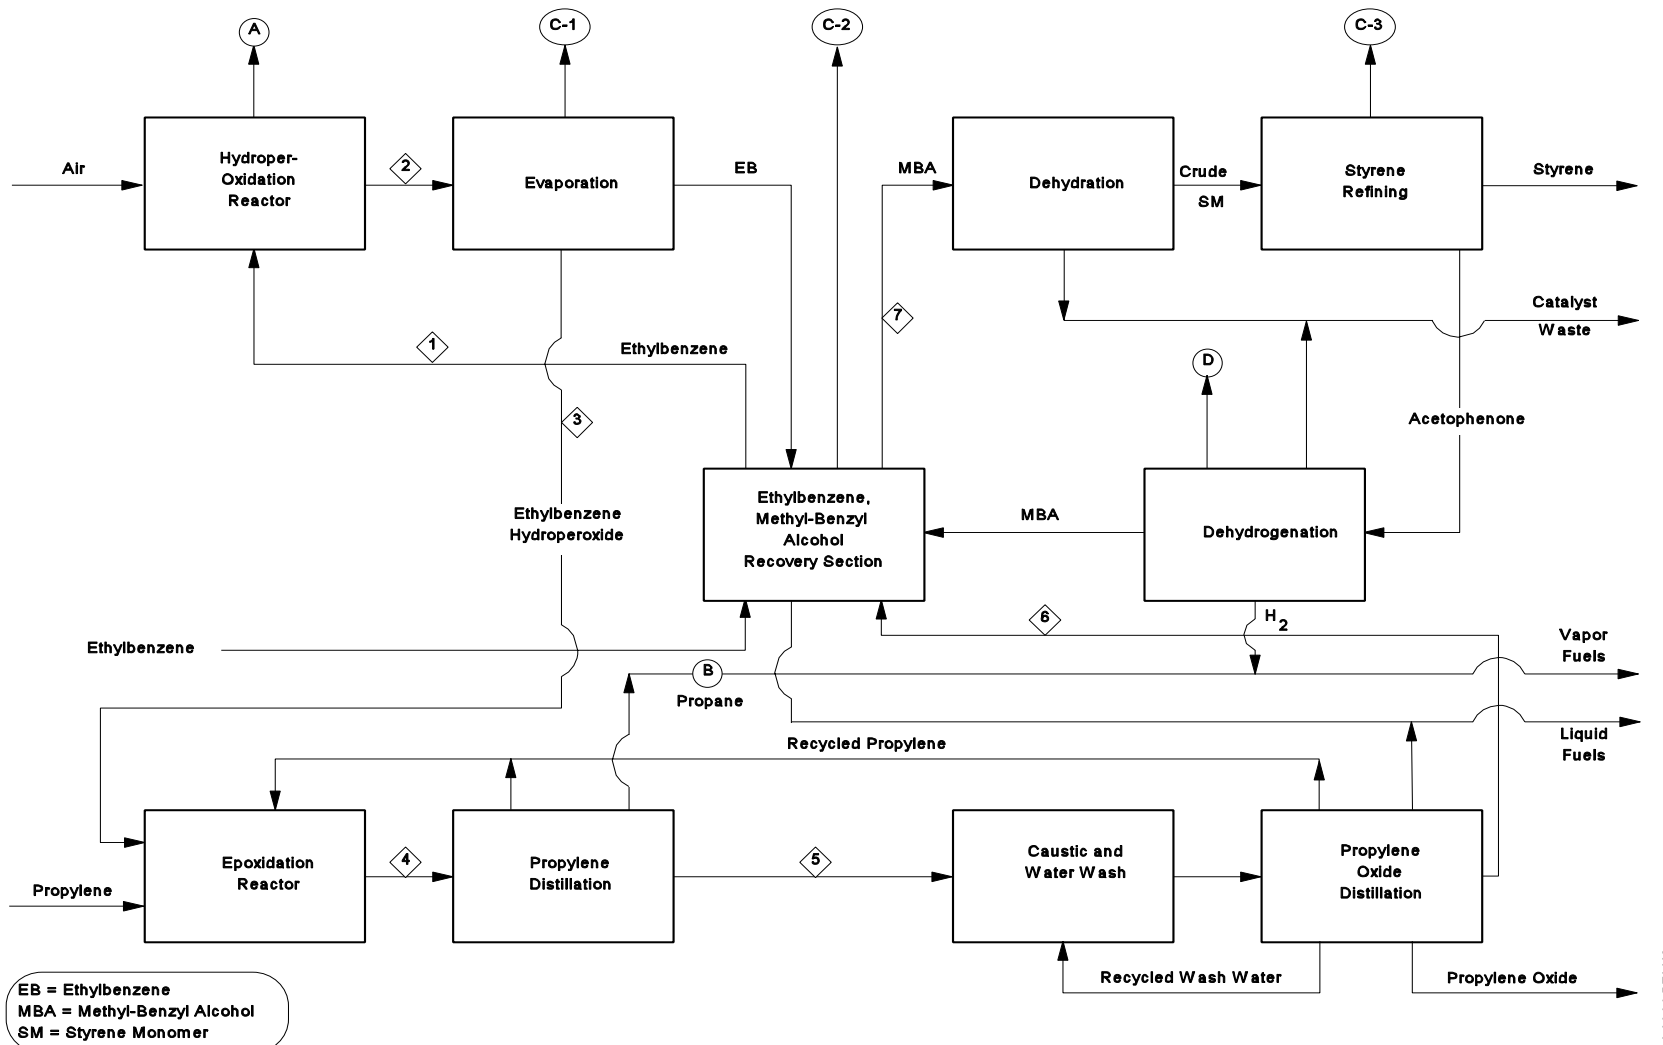 A
C-1
C-2
C-3
Air
Hydroper-
Oxidation
Reactor
2
Evaporation
EB
MBA
Dehydration
Crude
SM
Styrene
Refining
Styrene
Catalyst
Waste
1
Ethylbenzene
7
D
3
Acetophenone
Ethylbenzene
Hydroperoxide
Ethylbenzene,
Methyl-Benzyl
Alcohol
Recovery Section
MBA
Dehydrogenation
H2
6
Ethylbenzene
Vapor
Fuels
B
Propane
Liquid
Fuels
Recycled Propylene
Propylene
Epoxidation
Reactor
4
Propylene
Distillation
5
Caustic and
Water Wash
Propylene
Oxide
Distillation
Recycled Wash Water
Propylene Oxide
EB = Ethylbenzene
MBA = Methyl-Benzyl Alcohol
SM = Styrene Monomer